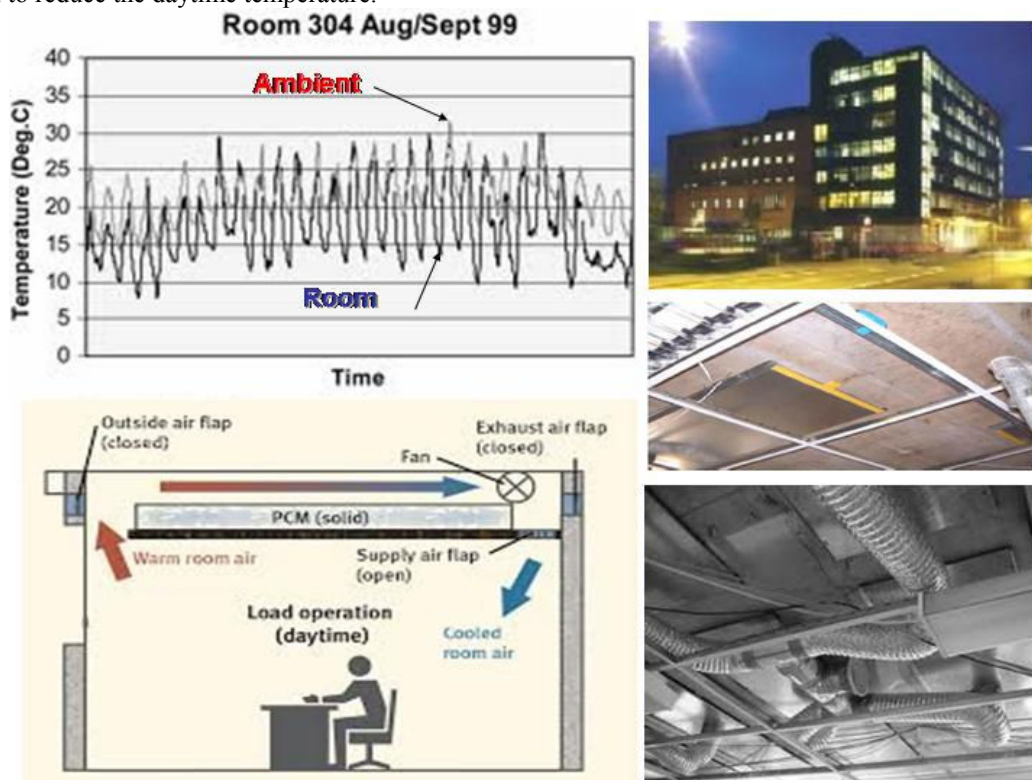 to reduce the daytime temperature.
Room 304 Aug/Sept 99
Temperature (Deg.C)
40
35
30
25
20
15
10
5
0
Ambient
Room
Time
Outside air flap
(closed)
Exhaust air flap
(closed)
Fan
PCM (solid)
Warm room air
Supply air flap
(open)
Load operation
(daytime)
Cooled
room air